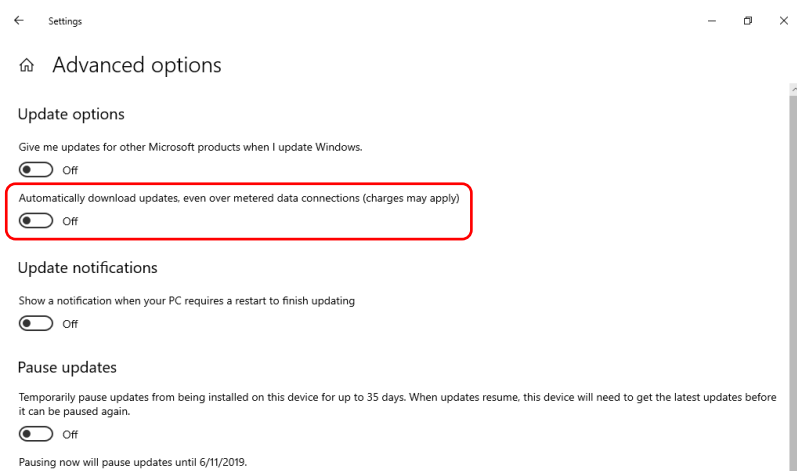 Settings
Advanced options
Update options
Give me updates for other Microsoft products when I update Windows.
Off
Automatically download updates, even over metered data connections (charges may apply)
Off
Update notifications
Show a notification when your PC requires a restart to finish updating
Off
Pause updates
Temporarily pause updates from being installed on this device for up to 35 days. When updates resume, this device will need to get the latest updates before
it can be paused again.
Off
Pausing now will pause updates until 6/11/2019.